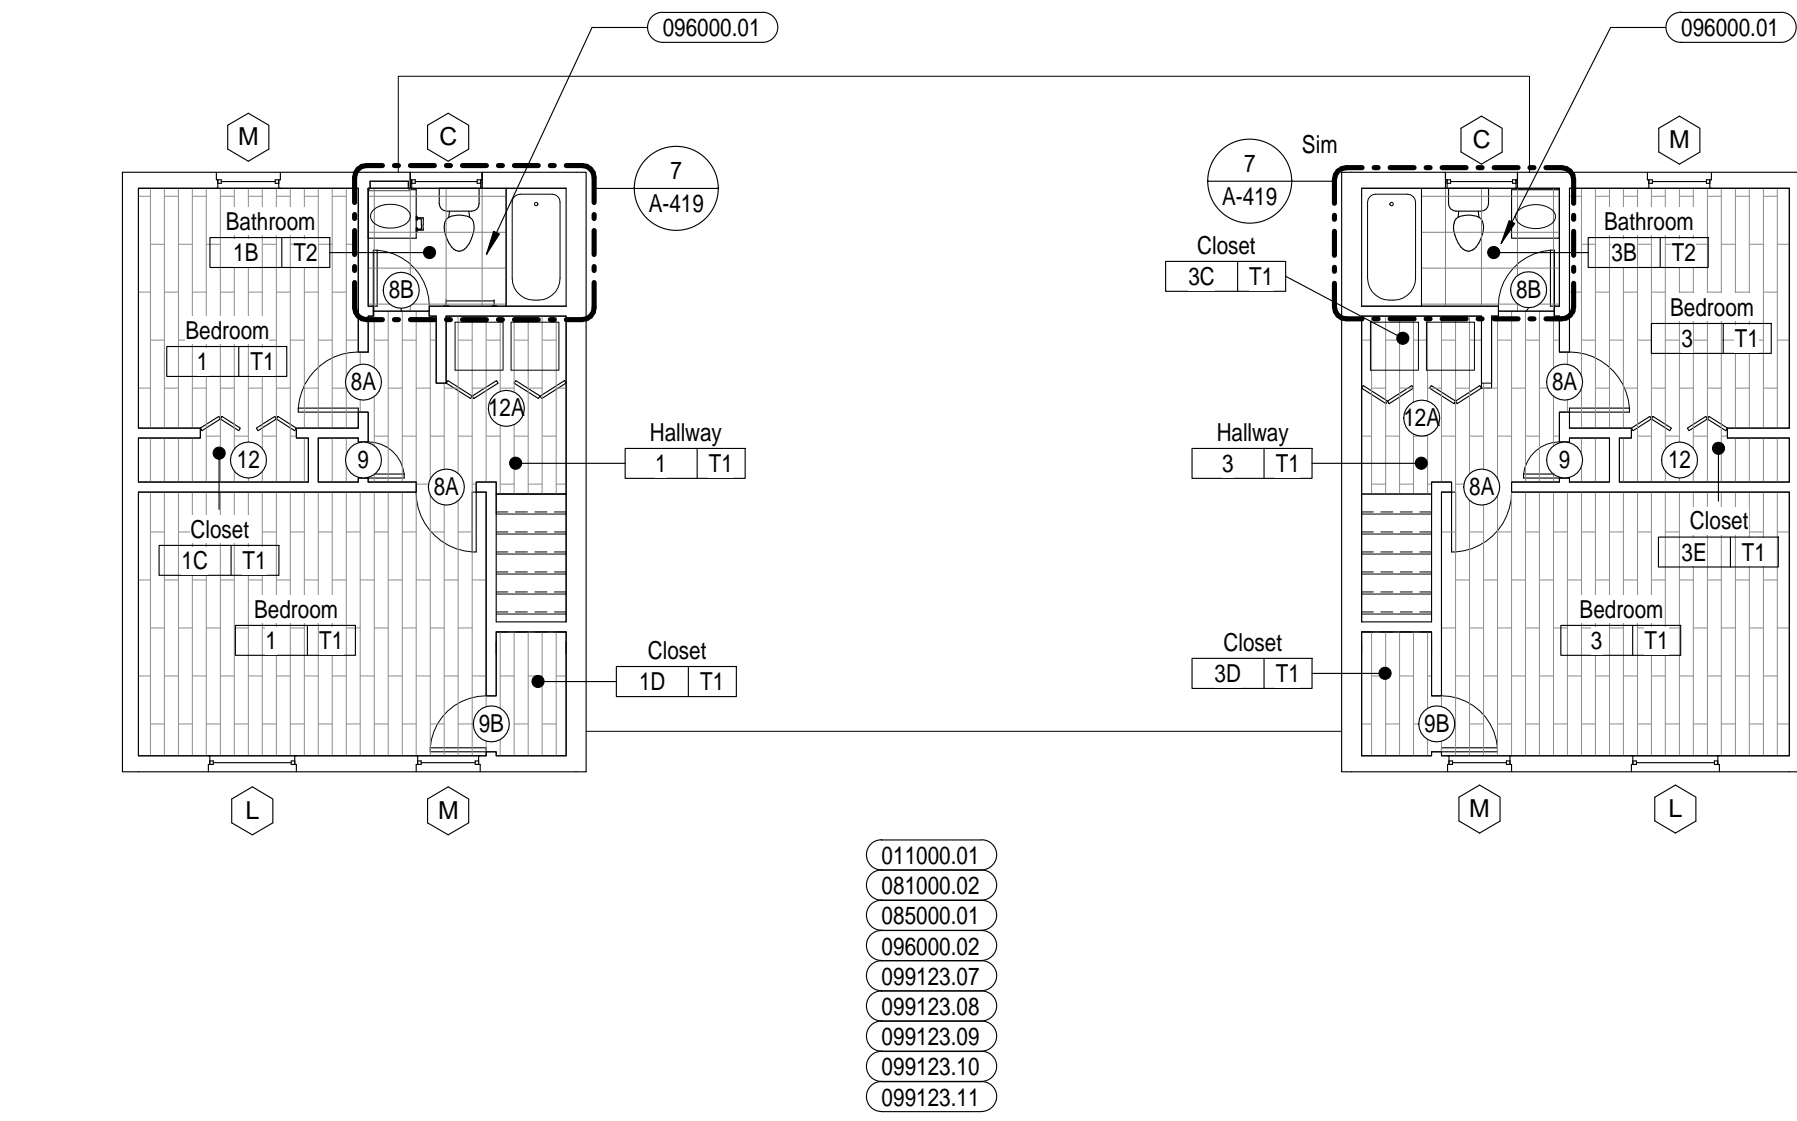 096000.01
096000.01
M
C
7
A-419
7
A-419
Sim
C
M
Bathroom
1B T2
8B
Closet
3C T1
Bathroom
3B T2
8B
Bedroom
1 T1
8A
12A
Bedroom
3 T1
8A
12A
Hallway
1 T1
Hallway
3 T1
12
9
8A
8A
9
12
Closet
1C T1
Closet
3E T1
Bedroom
1 T1
Bedroom
3 T1
Closet
1D T1
Closet
3D T1
9B
9B
L
M
M
L
011000.01
081000.02
085000.01
096000.02
099123.07
099123.08
099123.09
099123.10
099123.11